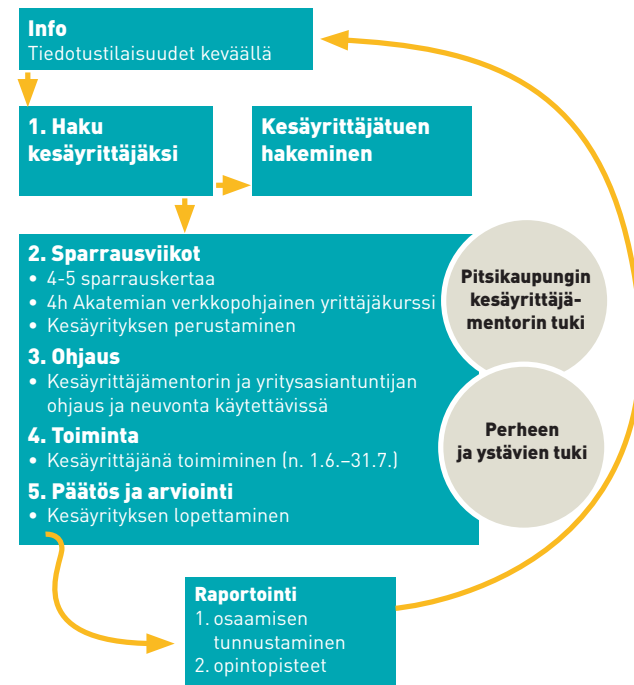 Info
Tiedotustilaisuudet keväällä
1. Haku
kesäyrittäjäksi
Kesäyrittäjätuen
hakeminen
2. Sparrausviikot
• 4-5 sparrauskertaa
• 4h Akatemian verkkopohjainen yrittäjäkurssi
• Kesäyrityksen perustaminen
3. Ohjaus
• Kesäyrittäjämentorin ja yritysasiantuntijan
ohjaus ja neuvonta käytettävissä
4. Toiminta
• Kesäyrittäjänä toimiminen (n. 1.6.–31.7.)
5. Päätös ja arviointi
• Kesäyrityksen lopettaminen
Pitsikaupungin
kesäyrittäjä-
mentorin tuki
Perheen
ja ystävien tuki
Raportointi
1. osaamisen
tunnustaminen
2. opintopisteet